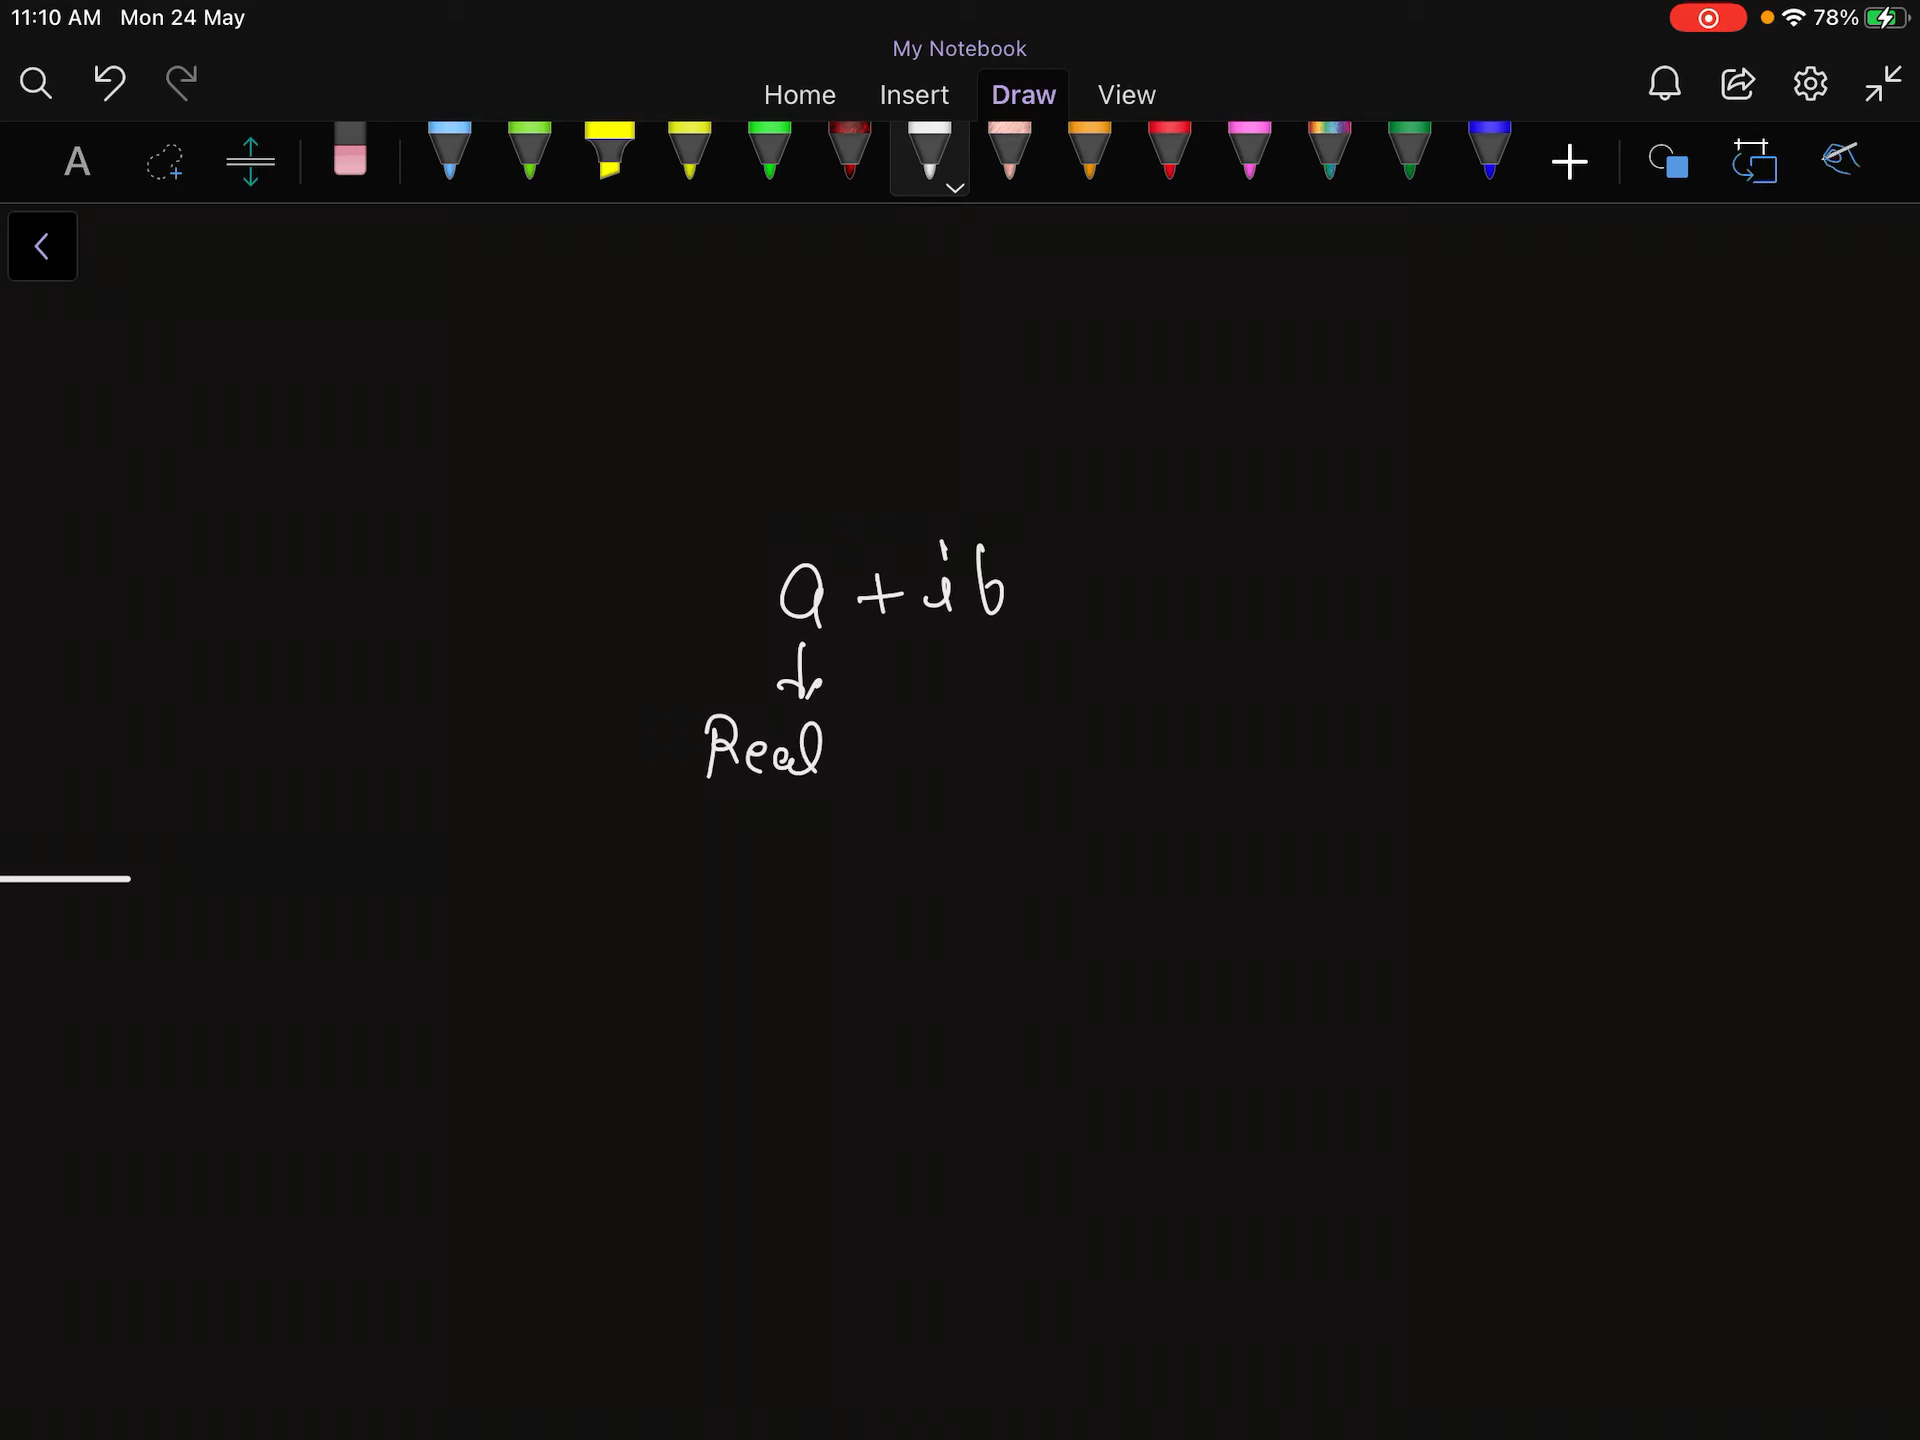 11:10 AM Mon 24 May 78%
My Notebook
Home Insert Draw View
A
a + ib
↓
Real